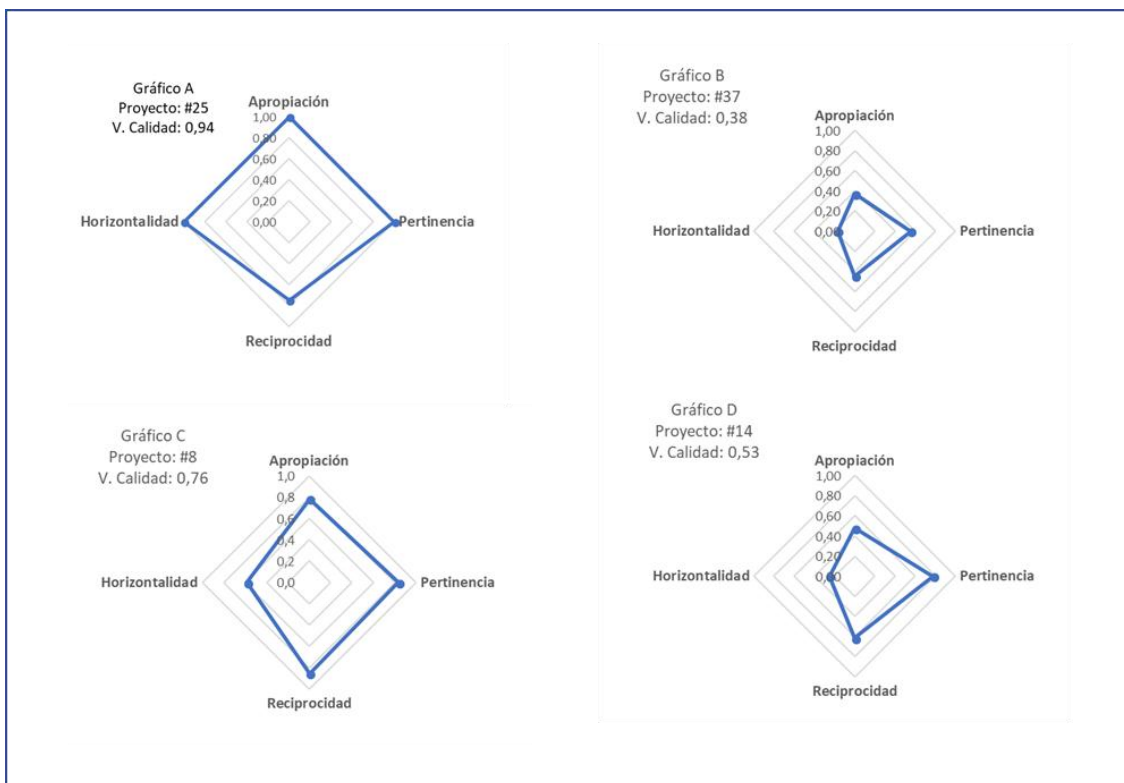 Gráfico A
Proyecto: #25
V. Calidad: 0,94
Apropiación
1,00
0,80
0,60
0,40
0,20
0,00
Horizontalidad
Pertinencia
Reciprocidad
Gráfico B
Proyecto: #37
V. Calidad: 0,38
Apropiación
1,00
0,80
0,60
0,40
0,20
0,00
Horizontalidad
Pertinencia
Reciprocidad
Gráfico C
Proyecto: #8
V. Calidad: 0,76
Apropiación
1,0
0,8
0,6
0,4
0,2
0,0
Horizontalidad
Pertinencia
Reciprocidad
Gráfico D
Proyecto: #14
V. Calidad: 0,53
Apropiación
1,00
0,80
0,60
0,40
0,20
0,00
Horizontalidad
Pertinencia
Reciprocidad